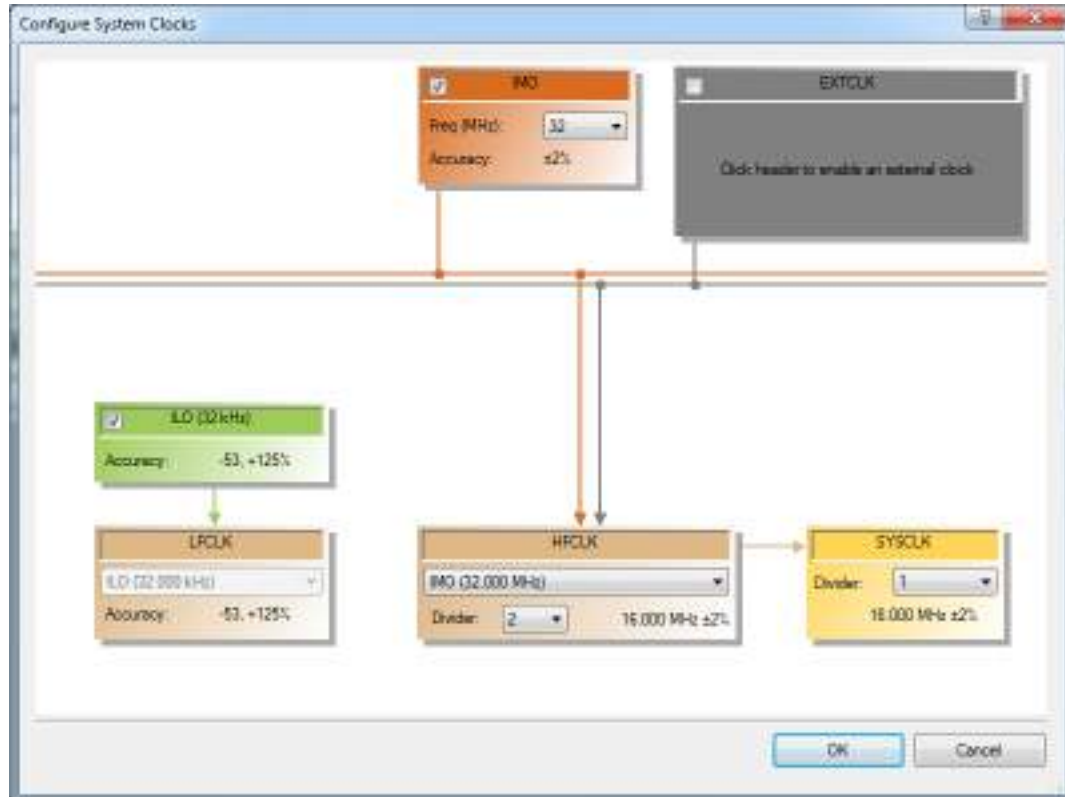 Configure System Clocks
IMO
Freq (MHz): 32
Accuracy: ±2%
EXTCLK
Click header to enable an external clock
ILO (32 kHz)
Accuracy: -53, +125%
LFCLK
ILO (32.000 kHz)
Accuracy: -53, +125%
HFCLK
IMO (32.000 MHz)
Divider: 2 16.000 MHz ±2%
SYSCLK
Divider: 1
16.000 MHz ±2%
OK Cancel